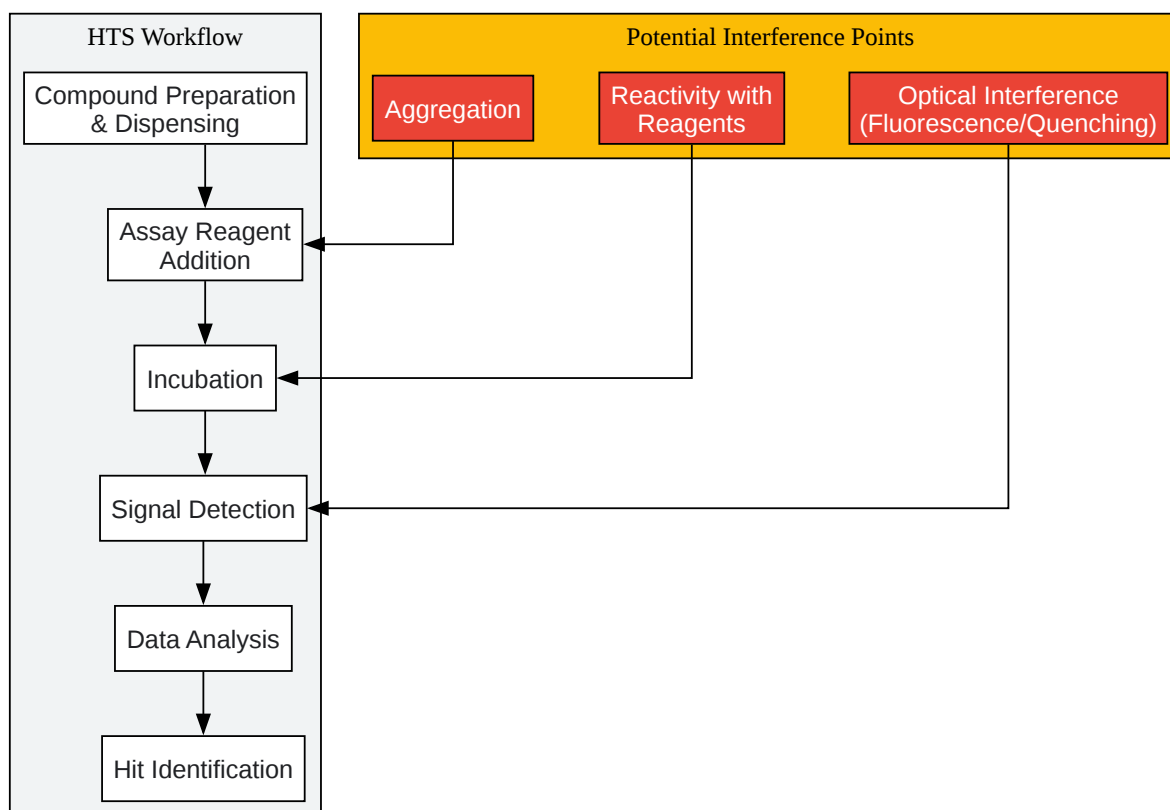 HTS Workflow
Compound Preparation
& Dispensing
Assay Reagent
Addition
Incubation
Signal Detection
Data Analysis
Hit Identification
Potential Interference Points
Aggregation
Reactivity with
Reagents
Optical Interference
(Fluorescence/Quenching)